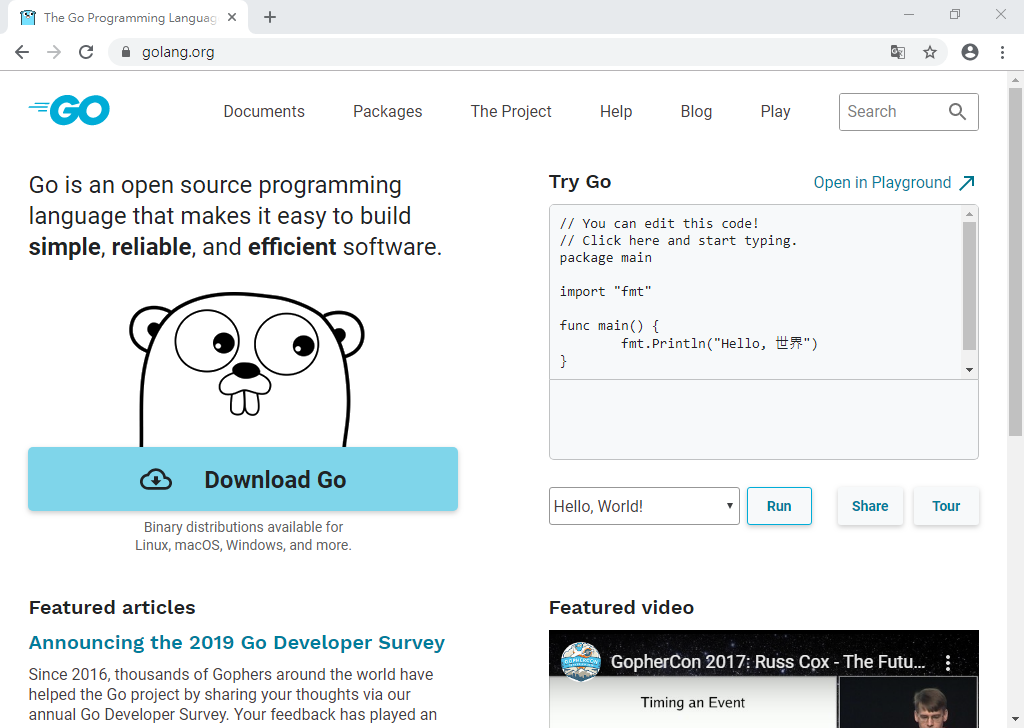 The Go Programming Languag
golang.org
GO
Documents
Packages
The Project
Help
Blog
Play
Search
Go is an open source programming
language that makes it easy to build
simple, reliable, and efficient software.
Download Go
Binary distributions available for
Linux, macOS, Windows, and more.
Try Go
Open in Playground
// You can edit this code!
// Click here and start typing.
package main
import "fmt"
func main() {
fmt.Println("Hello, 世界")
}
Hello, World!
Run
Share
Tour
Featured articles
Announcing the 2019 Go Developer Survey
Since 2016, thousands of Gophers around the world have
helped the Go project by sharing your thoughts via our
annual Go Developer Survey. Your feedback has played an
Featured video
GOPHERCON
GopherCon 2017: Russ Cox - The Futu...
Timing an Event